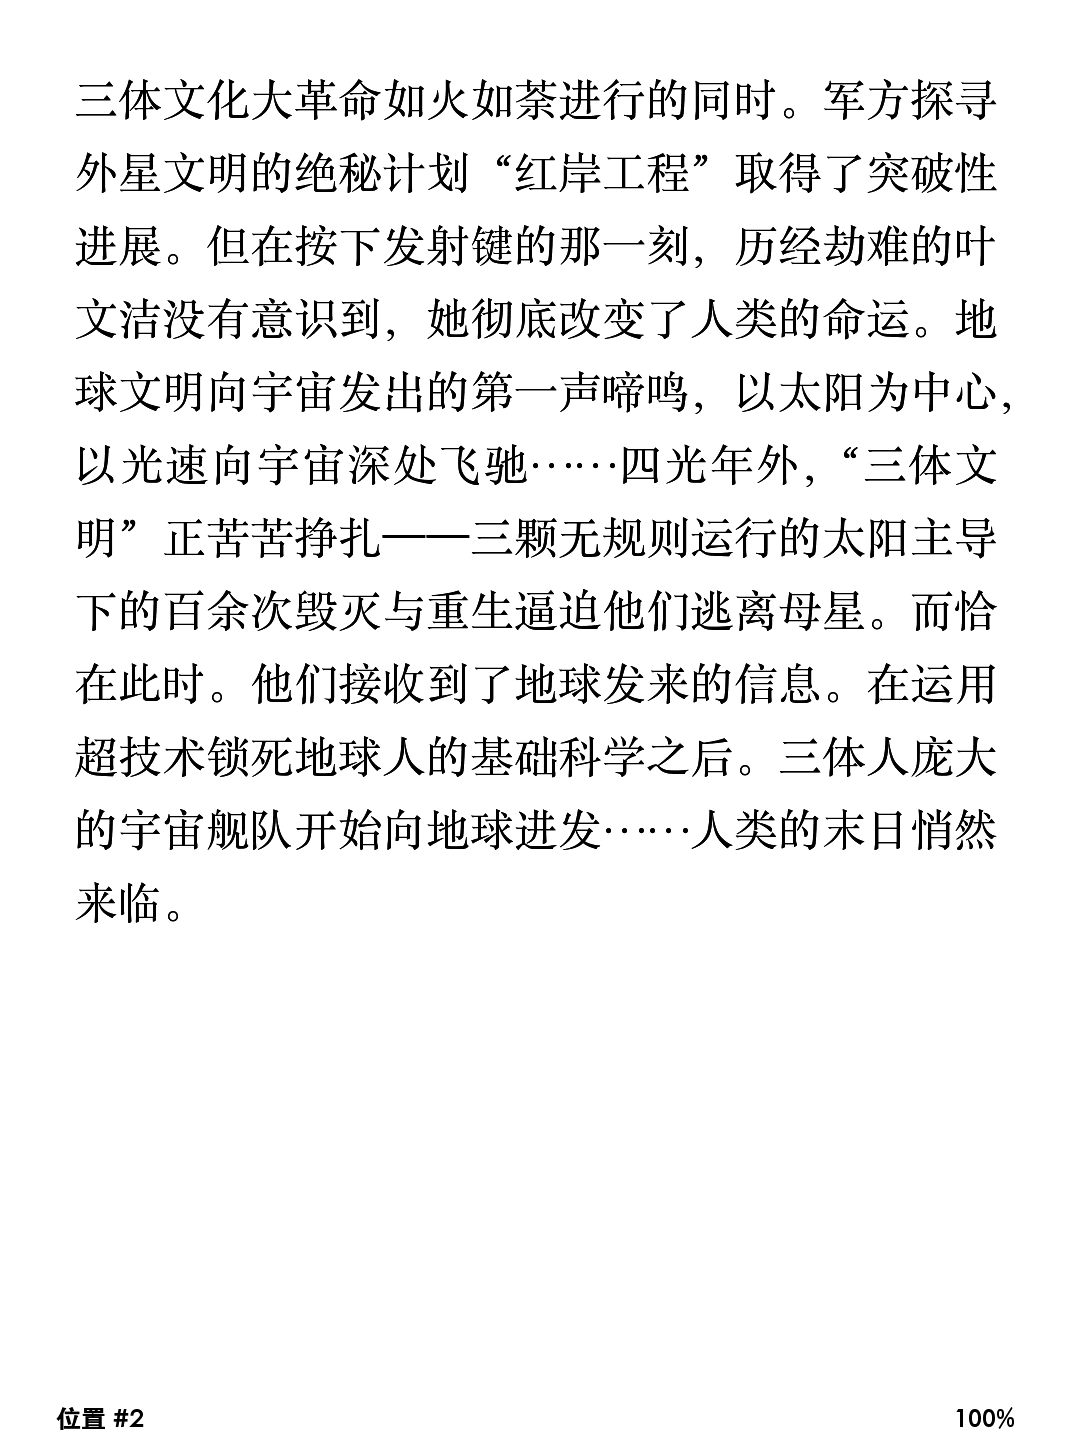 三体文化大革命如火如荼进行的同时。军方探寻
外星文明的绝秘计划“红岸工程”取得了突破性
进展。但在按下发射键的那一刻，历经劫难的叶
文洁没有意识到，她彻底改变了人类的命运。地
球文明向宇宙发出的第一声啼鸣，以太阳为中心，
以光速向宇宙深处飞驰……四光年外，“三体文
明”正苦苦挣扎——三颗无规则运行的太阳主导
下的百余次毁灭与重生逼迫他们逃离母星。而恰
在此时。他们接收到了地球发来的信息。在运用
超技术锁死地球人的基础科学之后。三体人庞大
的宇宙舰队开始向地球进发……人类的末日悄然
来临。
位置 #2 100%